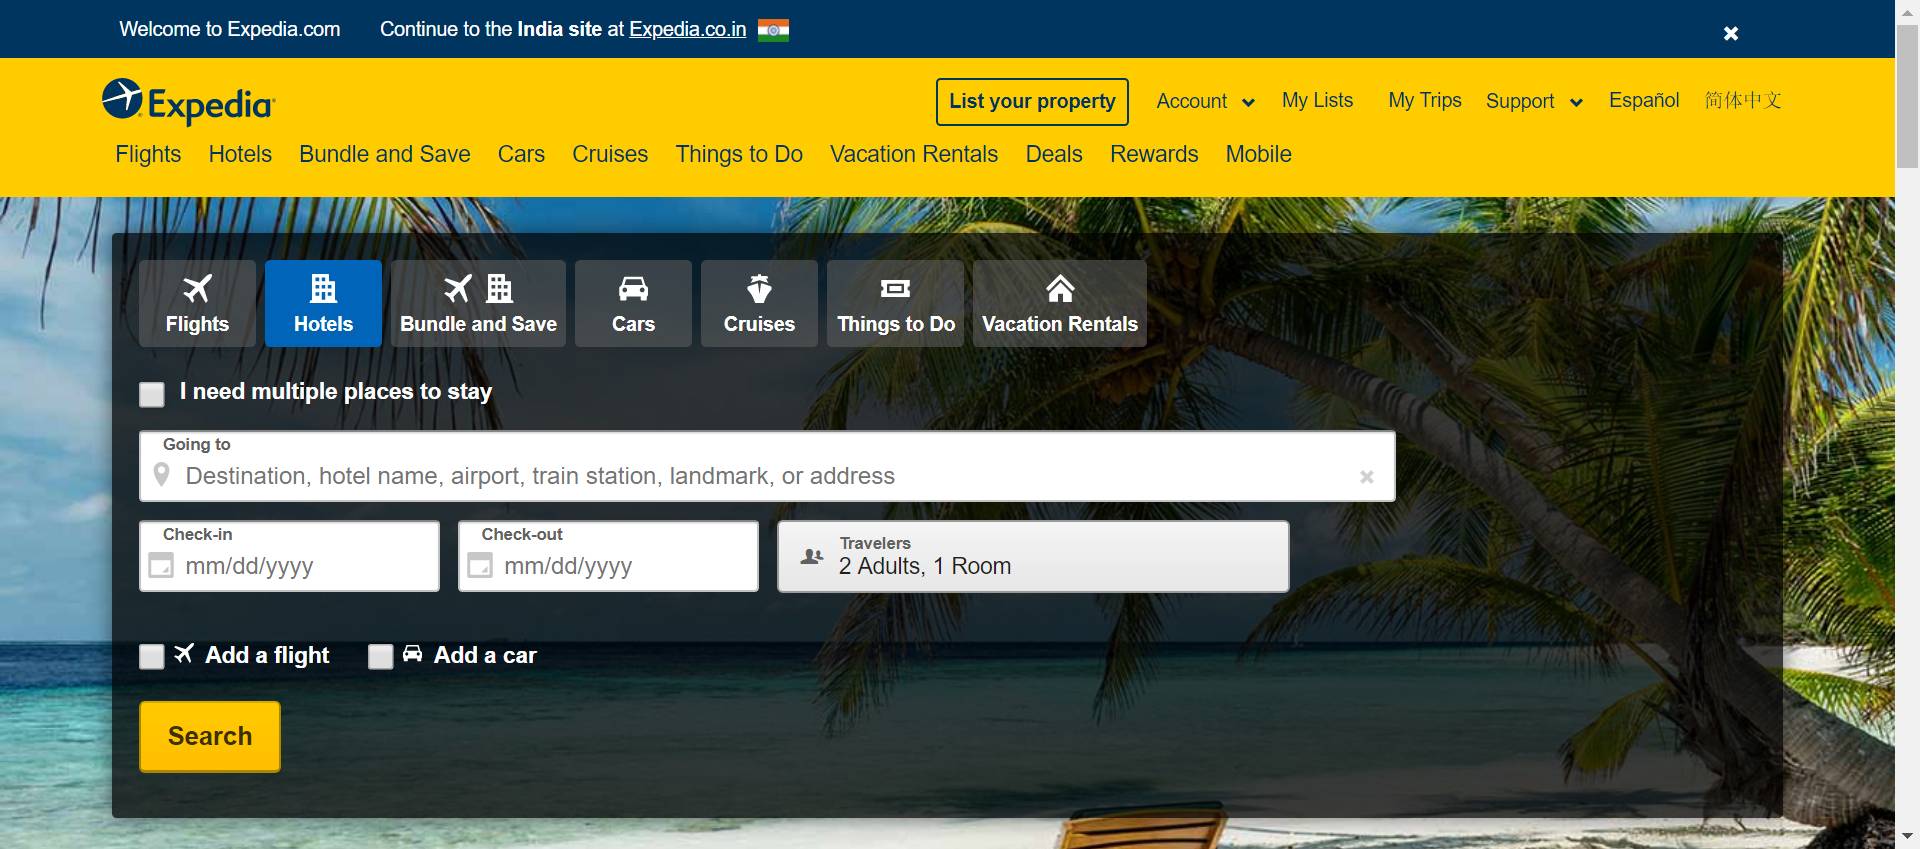 Welcome to Expedia.com Continue to the India site at Expedia.co.in
Expedia
List your property Account My Lists My Trips Support Español 简体中文
Flights Hotels Bundle and Save Cars Cruises Things to Do Vacation Rentals Deals Rewards Mobile
Flights Hotels Bundle and Save Cars Cruises Things to Do Vacation Rentals
I need multiple places to stay
Going to
Destination, hotel name, airport, train station, landmark, or address
Check-in Check-out Travelers
mm/dd/yyyy mm/dd/yyyy 2 Adults, 1 Room
Add a flight Add a car
Search